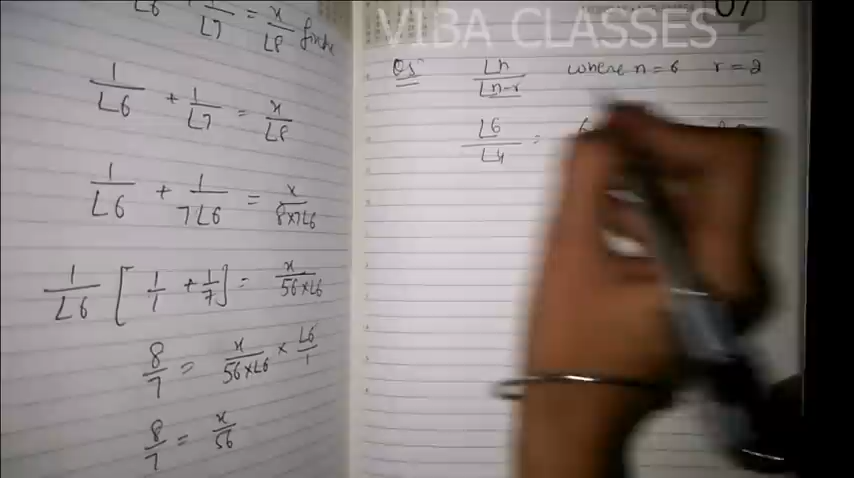 VIBA CLASSES
07
L6 + 1/L7 = x/L8 find x
1/L6 + 1/L7 = x/L8
1/L6 + 1/7L6 = x/8×7L6
1/L6 [1/1 + 1/7] = x/56×L6
8/7 = x/56×L6 × L6/1
8/7 = x/56
Q5 Ln/Ln-r where n=6 r=2
L6/L4 = 6